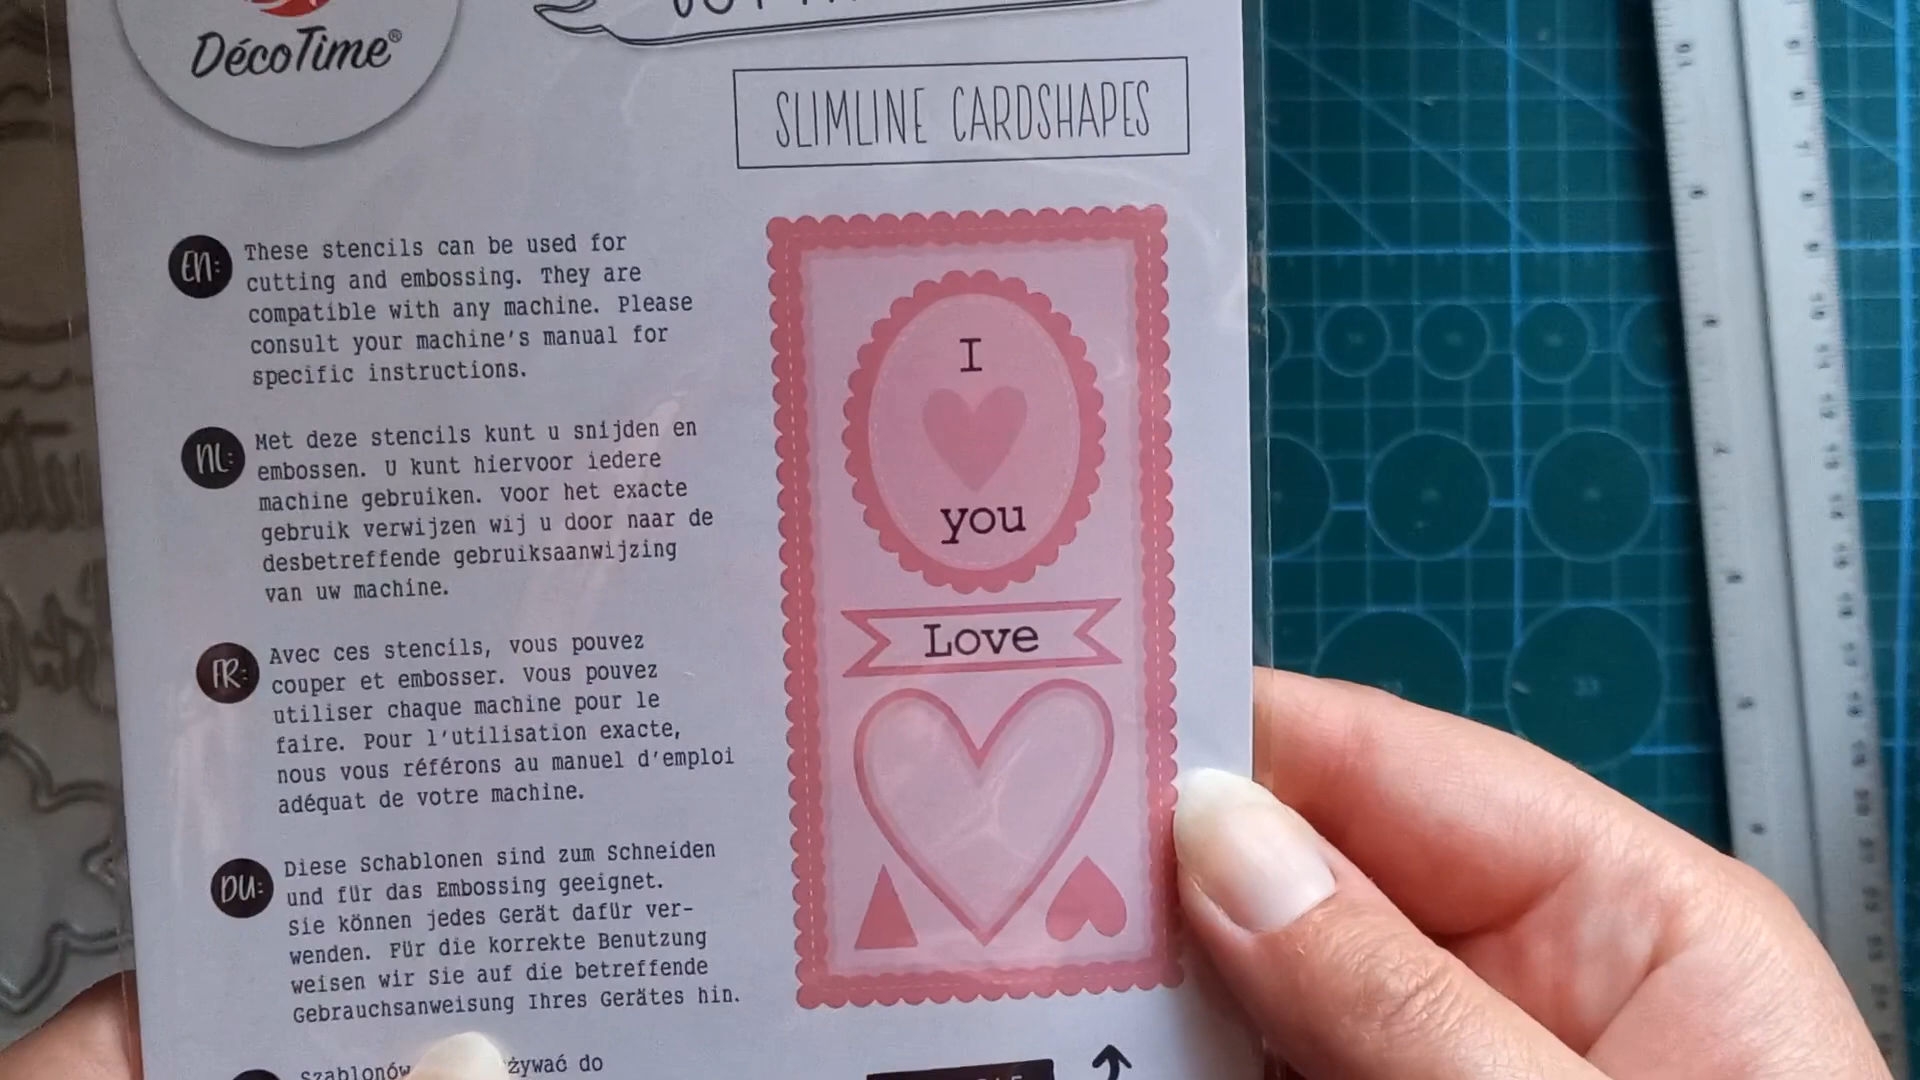 DécoTime®
SLIMLINE CARDSHAPES
EN:
These stencils can be used for
cutting and embossing. They are
compatible with any machine. Please
consult your machine's manual for
specific instructions.
NL:
Met deze stencils kunt u snijden en
embossen. U kunt hiervoor iedere
machine gebruiken. Voor het exacte
gebruik verwijzen wij u door naar de
desbetreffende gebruiksaanwijzing
van uw machine.
FR:
Avec ces stencils, vous pouvez
couper et embosser. Vous pouvez
utiliser chaque machine pour le
faire. Pour l'utilisation exacte,
nous vous référons au manuel d'emploi
adéquat de votre machine.
DU:
Diese Schablonen sind zum Schneiden
und für das Embossing geeignet.
Sie können jedes Gerät dafür ver-
wenden. Für die korrekte Benutzung
weisen wir Sie auf die betreffende
Gebrauchsanweisung Ihres Gerätes hin.
do
I
you
Love